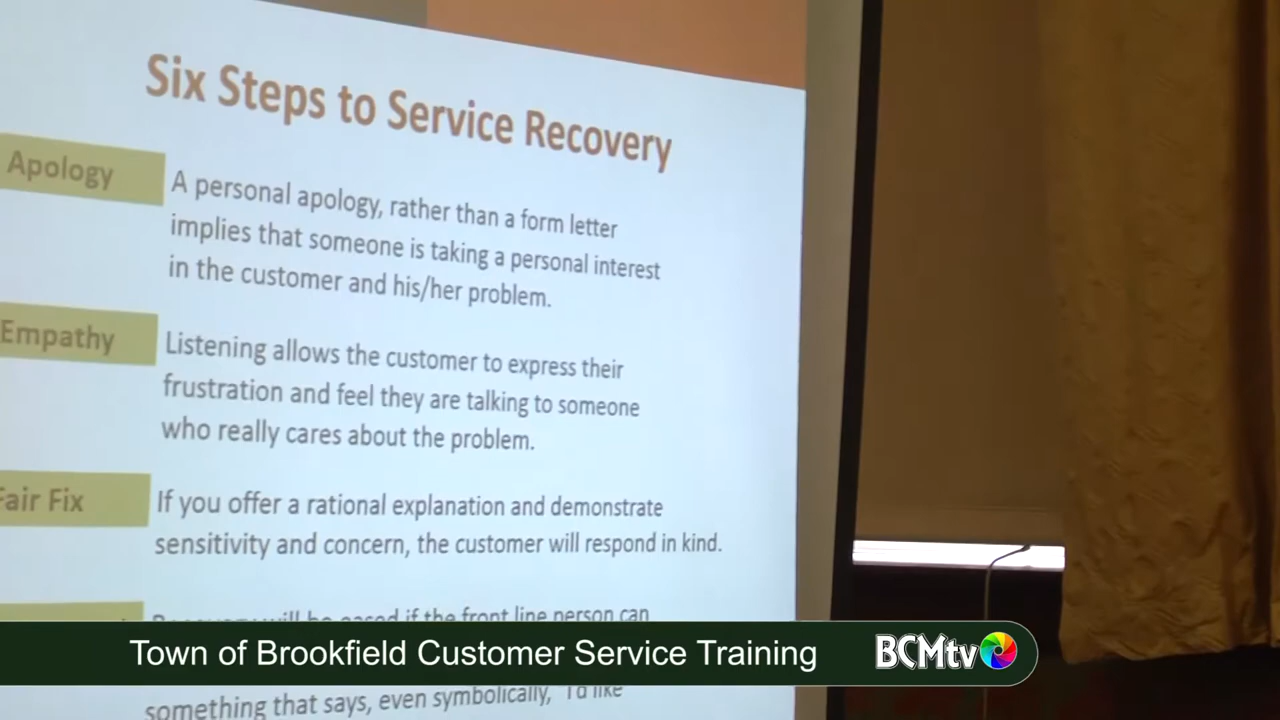 Six Steps to Service Recovery
Apology
A personal apology, rather than a form letter
implies that someone is taking a personal interest
in the customer and his/her problem.
Empathy
Listening allows the customer to express their
frustration and feel they are talking to someone
who really cares about the problem.
Fair Fix
If you offer a rational explanation and demonstrate
sensitivity and concern, the customer will respond in kind.
Recovery will be eased if the front line person can
Town of Brookfield Customer Service Training
BCMtv
something that says, even symbolically, "I'd like